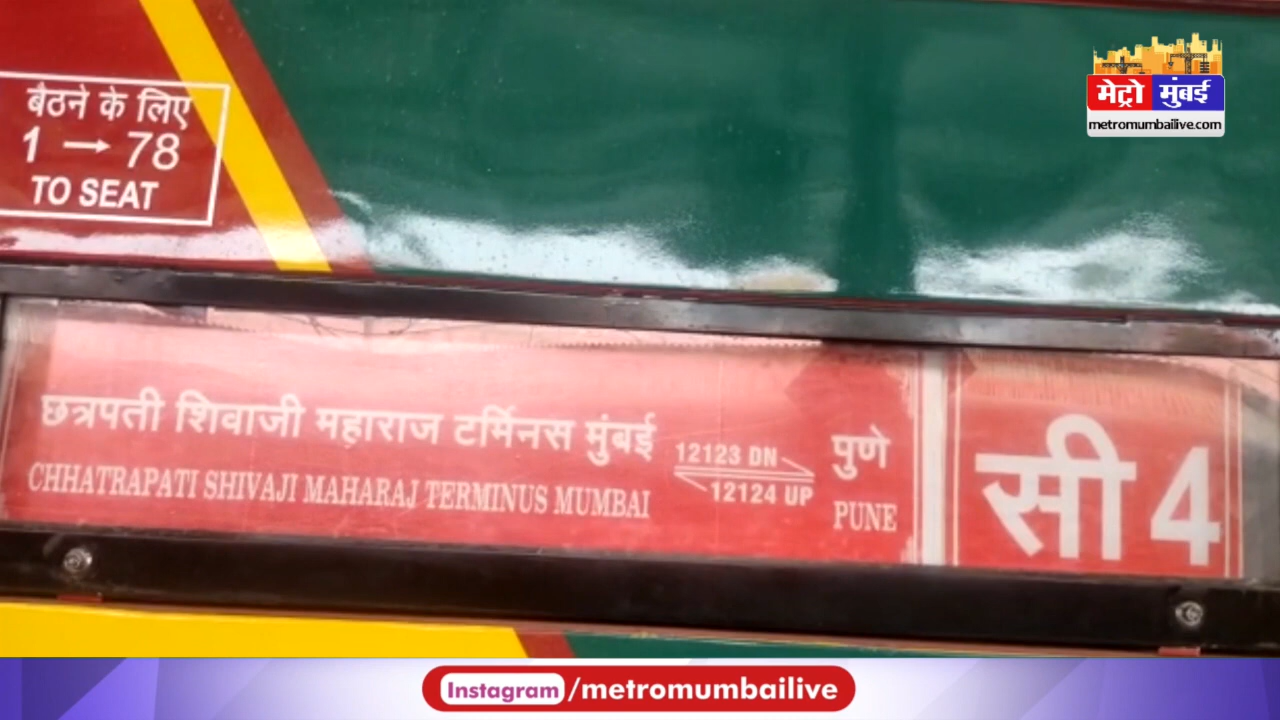 बैठने के लिए
1 → 78
TO SEAT
मेट्रो मुंबई
metromumbailive.com
छत्रपती शिवाजी महाराज टर्मिनस मुंबई
CHHATRAPATI SHIVAJI MAHARAJ TERMINUS MUMBAI
12123 DN
12124 UP
पुणे
PUNE
सी 4
Instagram /metromumbailive